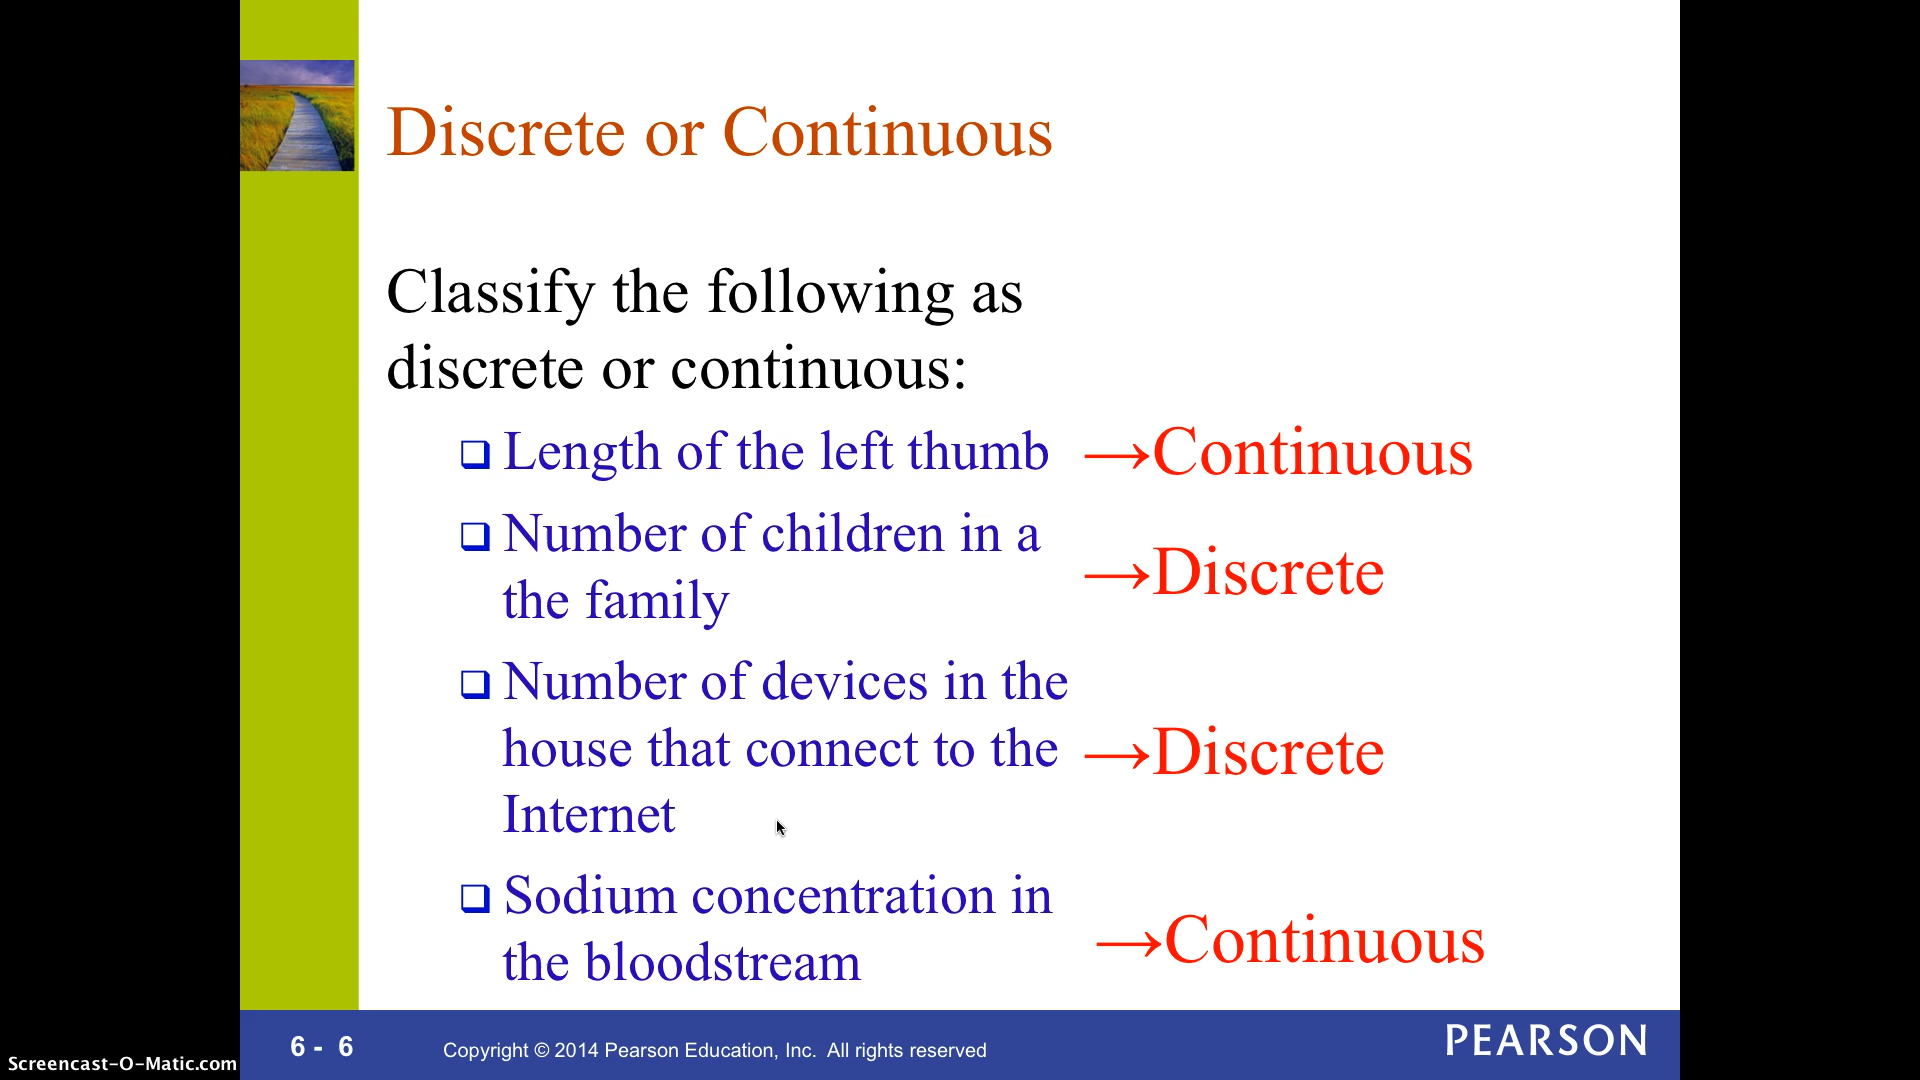 Discrete or Continuous
Classify the following as
discrete or continuous:
Length of the left thumb →Continuous
Number of children in a
the family
→Discrete
Number of devices in the
house that connect to the
Internet
→Discrete
Sodium concentration in
the bloodstream
→Continuous
6 - 6
Copyright © 2014 Pearson Education, Inc. All rights reserved
PEARSON
Screencast-O-Matic.com